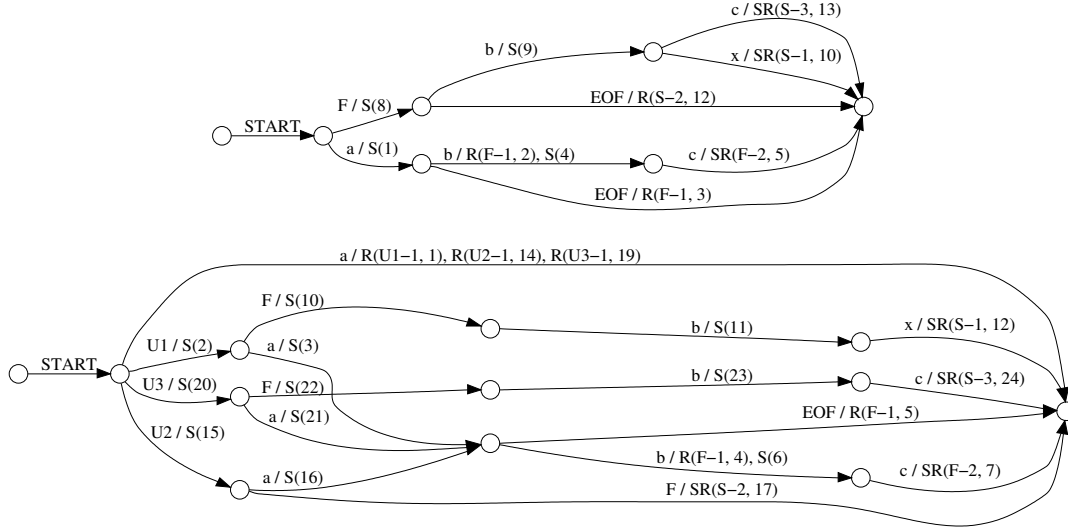 c / SR(S−3, 13)
b / S(9)
x / SR(S−1, 10)
F / S(8)
EOF / R(S−2, 12)
START
a / S(1)
b / R(F−1, 2), S(4)
c / SR(F−2, 5)
EOF / R(F−1, 3)
a / R(U1−1, 1), R(U2−1, 14), R(U3−1, 19)
F / S(10)
b / S(11)
x / SR(S−1, 12)
U1 / S(2)
a / S(3)
START
U3 / S(20)
F / S(22)
b / S(23)
c / SR(S−3, 24)
a / S(21)
EOF / R(F−1, 5)
U2 / S(15)
b / R(F−1, 4), S(6)
a / S(16)
c / SR(F−2, 7)
F / SR(S−2, 17)